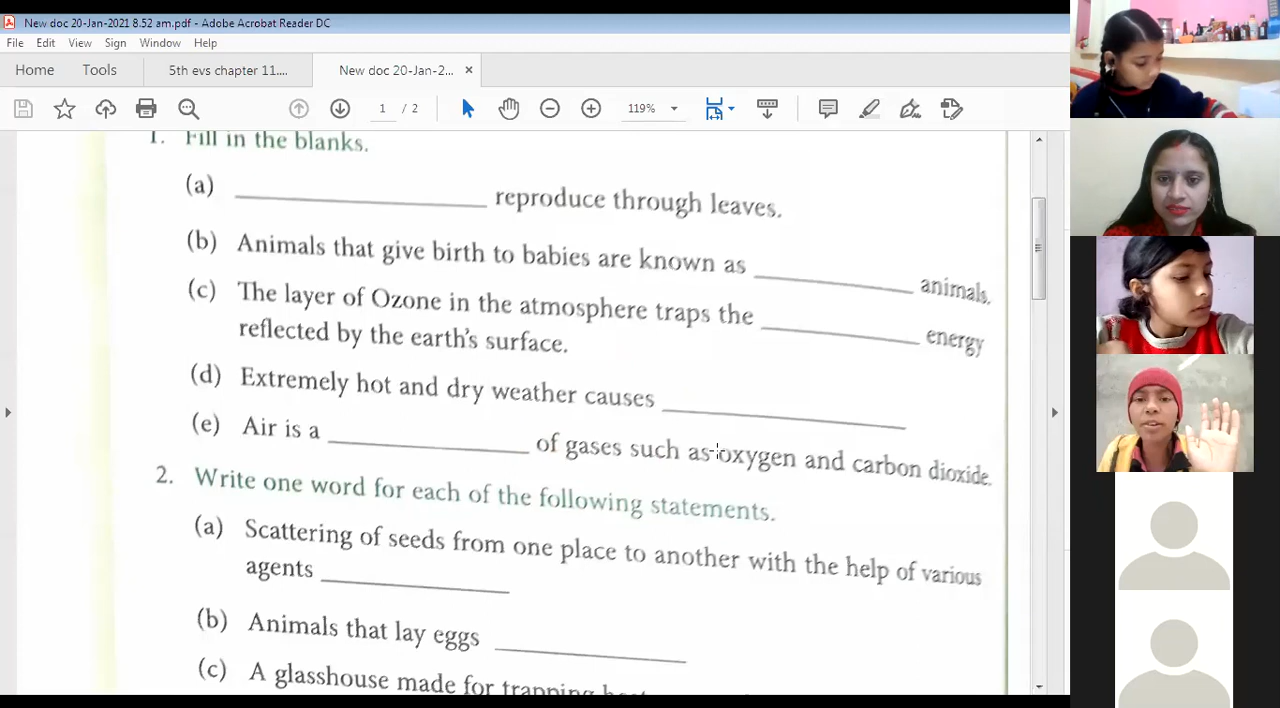 New doc 20-Jan-2021 8.52 am.pdf - Adobe Acrobat Reader DC
File Edit View Sign Window Help
Home Tools 5th evs chapter 11.... New doc 20-Jan-2... ×
1 / 2 119%
1. Fill in the blanks.
(a) ____________ reproduce through leaves.
(b) Animals that give birth to babies are known as ____________ animals.
(c) The layer of Ozone in the atmosphere traps the ____________ energy
reflected by the earth's surface.
(d) Extremely hot and dry weather causes ____________
(e) Air is a ____________ of gases such as oxygen and carbon dioxide.
2. Write one word for each of the following statements.
(a) Scattering of seeds from one place to another with the help of various
agents ____________
(b) Animals that lay eggs ____________
(c) A glasshouse made for trapping